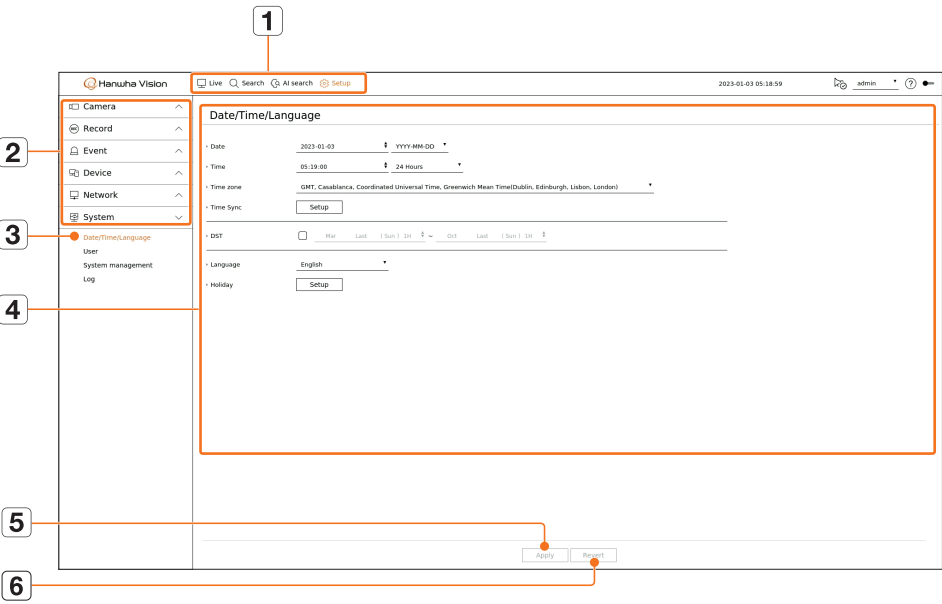 1
Hanwha Vision
Live Search AI search Setup
2023-01-03 05:18:59
admin
?
Camera
REC Record
2
Event
Device
Network
System
3
Date/Time/Language
User
System management
Log
Date/Time/Language
Date 2023-01-03 YYYY-MM-DD
Time 05:19:00 24 Hours
Time zone GMT, Casablanca, Coordinated Universal Time, Greenwich Mean Time(Dublin, Edinburgh, Lisbon, London)
Time Sync Setup
DST Mar Last ( Sun ) 1H ~ Oct Last ( Sun ) 1H
Language English
Holiday Setup
4
5
Apply Revert
6